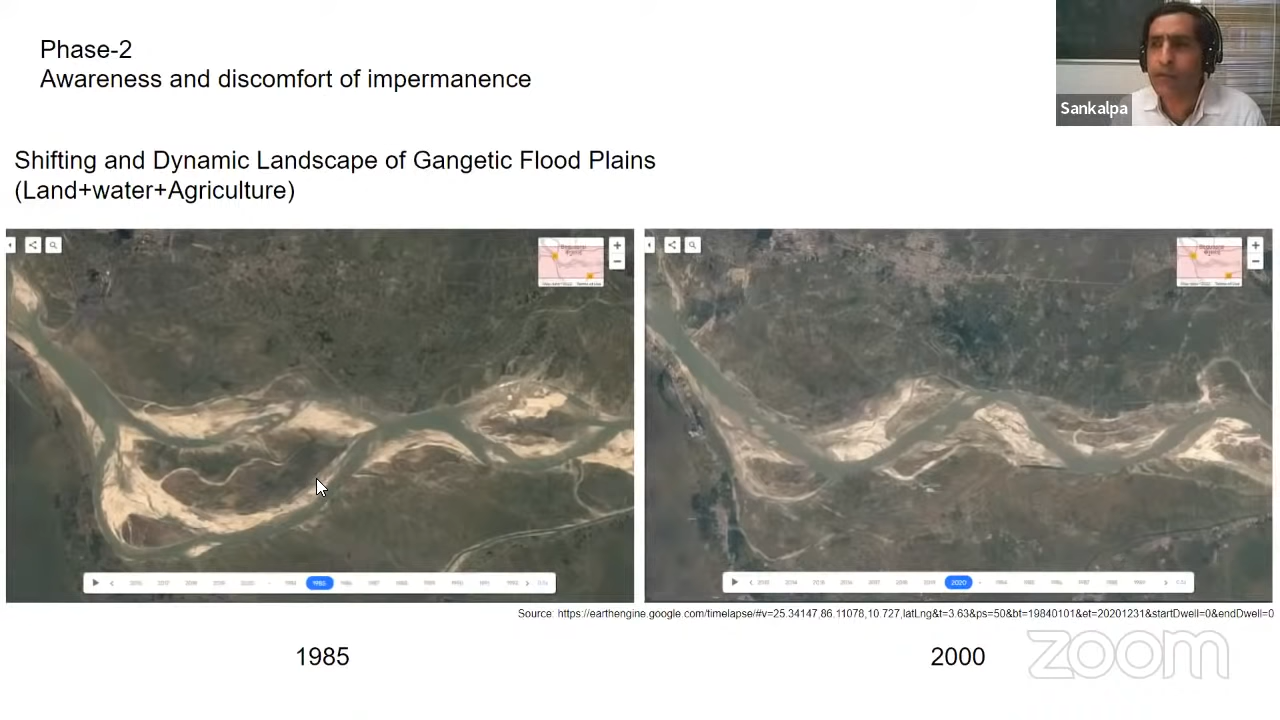 Phase-2
Awareness and discomfort of impermanence
Sankalpa
Shifting and Dynamic Landscape of Gangetic Flood Plains
(Land+water+Agriculture)
1985
2020
Source: https://earthengine.google.com/timelapse/#v=25.34147,86.11078,10.727,latLng&t=3.63&ps=50&bt=19840101&et=20201231&startDwell=0&endDwell=0
1985
2000
zoom